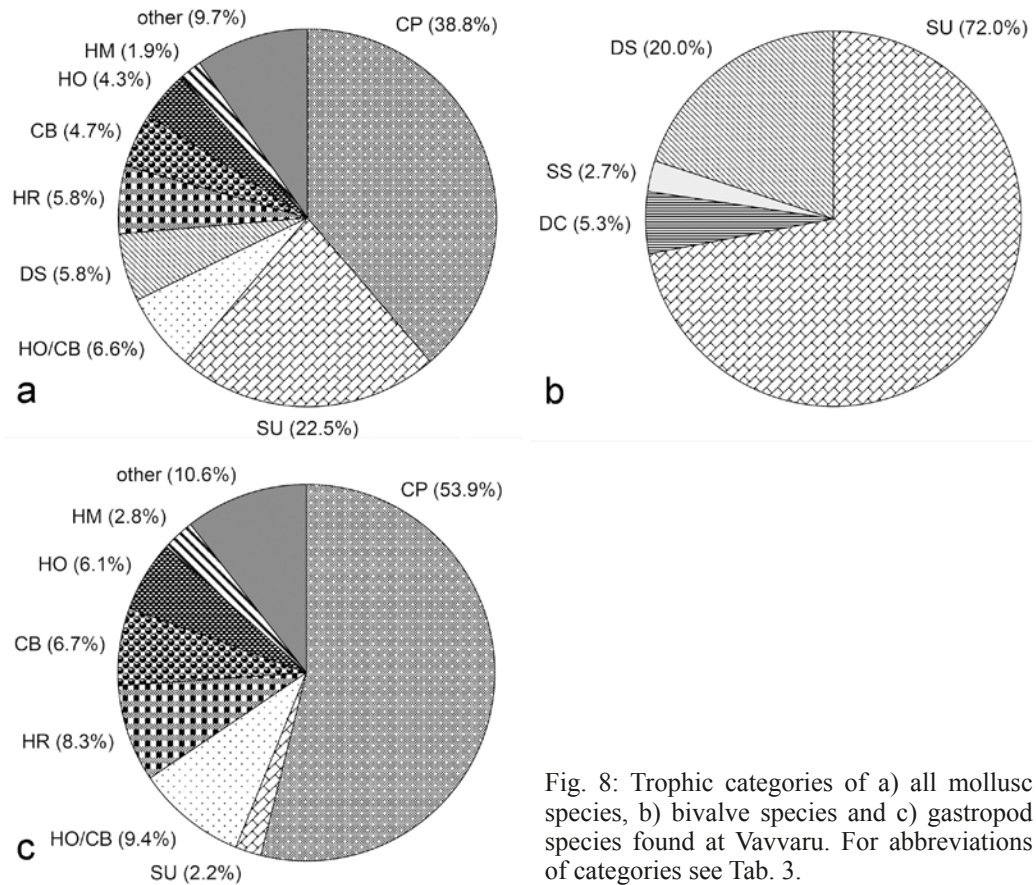 other (9.7%)
CP (38.8%)
HM (1.9%)
HO (4.3%)
CB (4.7%)
HR (5.8%)
DS (5.8%)
HO/CB (6.6%)
SU (22.5%)
a
SU (72.0%)
DS (20.0%)
SS (2.7%)
DC (5.3%)
b
other (10.6%)
CP (53.9%)
HM (2.8%)
HO (6.1%)
CB (6.7%)
HR (8.3%)
HO/CB (9.4%)
SU (2.2%)
c
Fig. 8: Trophic categories of a) all mollusc
species, b) bivalve species and c) gastropod
species found at Vavvaru. For abbreviations
of categories see Tab. 3.